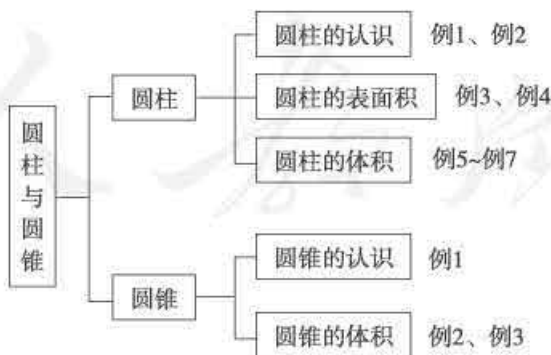 圆柱与圆锥
圆柱
圆柱的认识 例1、例2
圆柱的表面积 例3、例4
圆柱的体积 例5~例7
圆锥
圆锥的认识 例1
圆锥的体积 例2、例3